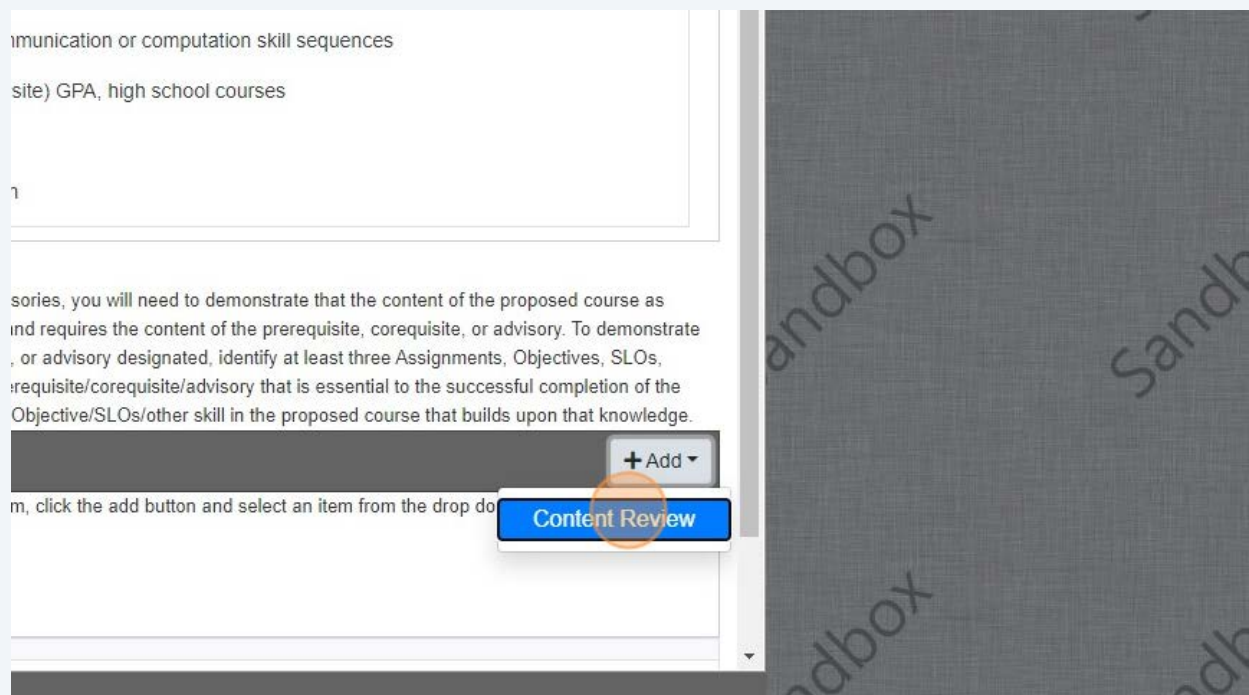 communication or computation skill sequences
site) GPA, high school courses
n
sories, you will need to demonstrate that the content of the proposed course as
and requires the content of the prerequisite, corequisite, or advisory. To demonstrate
, or advisory designated, identify at least three Assignments, Objectives, SLOs,
erequisite/corequisite/advisory that is essential to the successful completion of the
Objective/SLOs/other skill in the proposed course that builds upon that knowledge.
+ Add
m, click the add button and select an item from the drop do
Content Review
Sandbox
Sandb
Sandbox